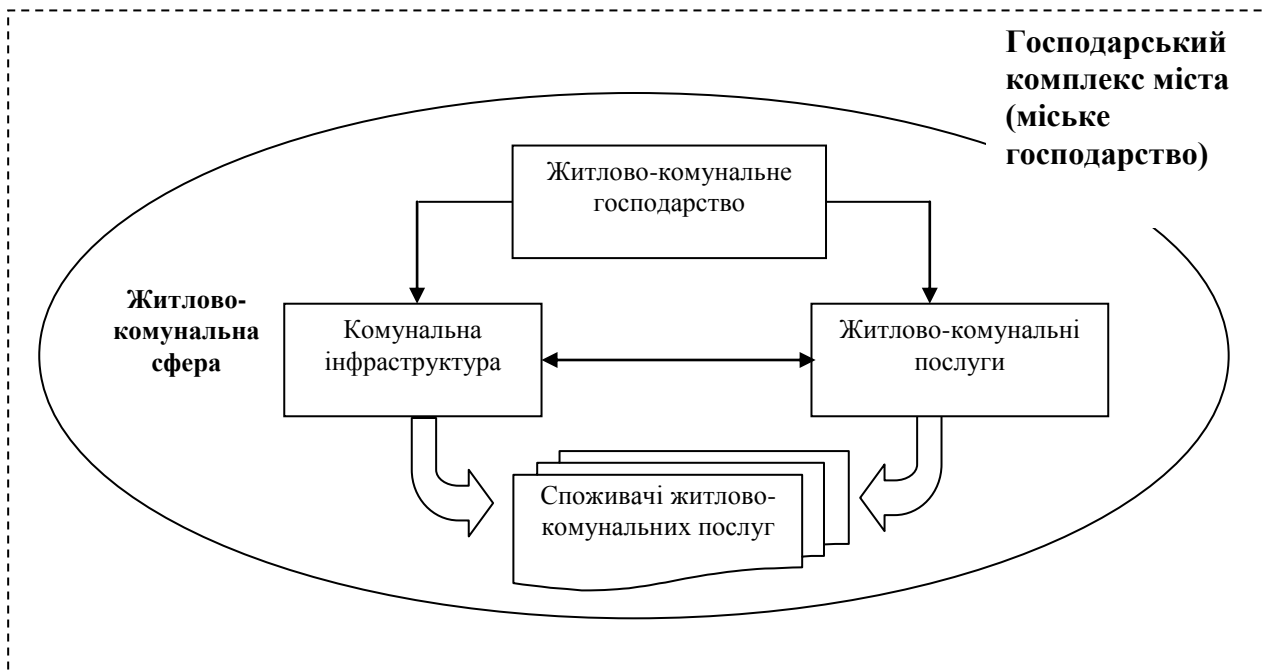 Господарський
комплекс міста
(міське
господарство)
Житлово-комунальне
господарство
Житлово-
комунальна
сфера
Комунальна
інфраструктура
Житлово-комунальні
послуги
Споживачі житлово-
комунальних послуг